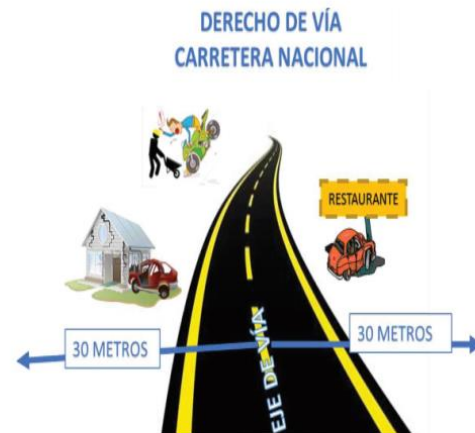 DERECHO DE VÍA
CARRETERA NACIONAL
RESTAURANTE
30 METROS
30 METROS
EJE DE VÍA